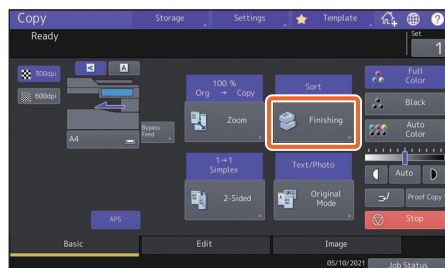 Copy Storage Settings Template ?
Ready Set 1
300dpi A
600dpi
A4
Bypass Feed
APS
100 %
Org → Copy
Zoom
Sort
Finishing
1→1
Simplex
2-Sided
Text/Photo
Original Mode
Full Color
Black
Auto Color
Auto
Proof Copy
Stop
Basic Edit Image
05/10/2021 Job Status